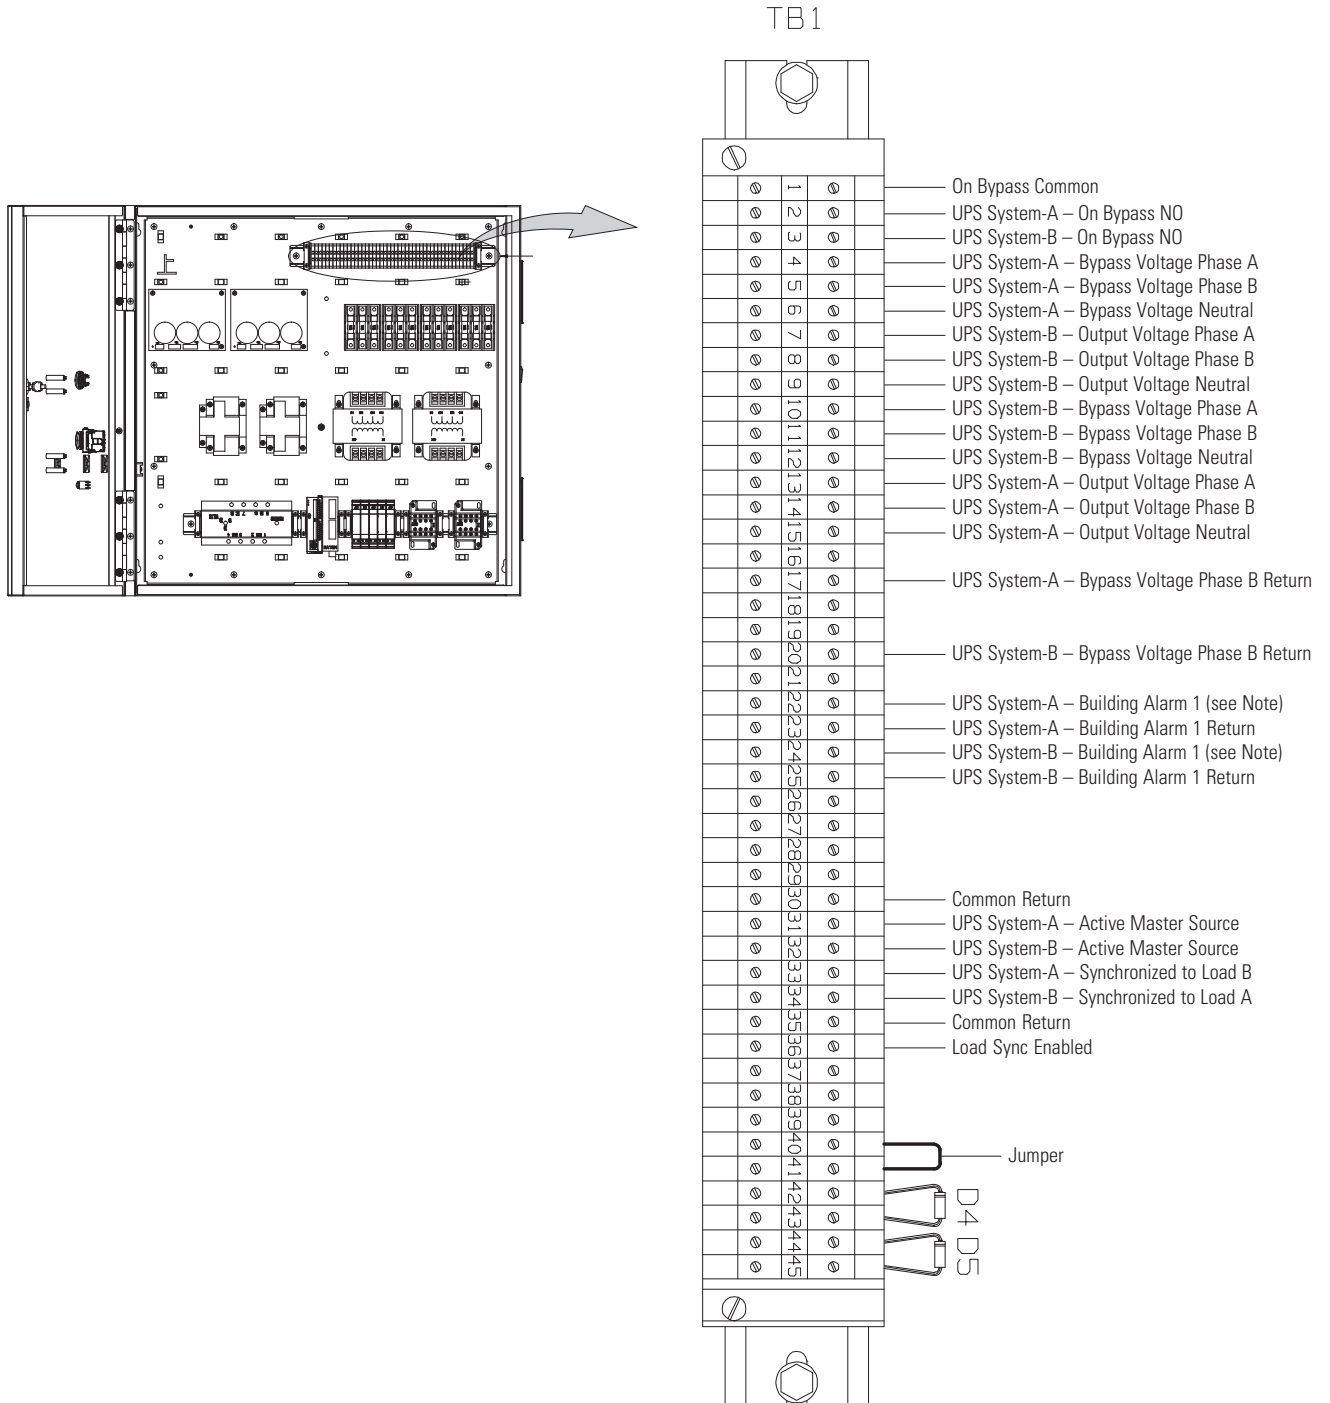 TB1
1 On Bypass Common
2 UPS System-A – On Bypass NO
3 UPS System-B – On Bypass NO
4 UPS System-A – Bypass Voltage Phase A
5 UPS System-A – Bypass Voltage Phase B
6 UPS System-A – Bypass Voltage Neutral
7 UPS System-B – Output Voltage Phase A
8 UPS System-B – Output Voltage Phase B
9 UPS System-B – Output Voltage Neutral
10 UPS System-B – Bypass Voltage Phase A
11 UPS System-B – Bypass Voltage Phase B
12 UPS System-B – Bypass Voltage Neutral
13 UPS System-A – Output Voltage Phase A
14 UPS System-A – Output Voltage Phase B
15 UPS System-A – Output Voltage Neutral
16
17 UPS System-A – Bypass Voltage Phase B Return
18
19
20 UPS System-B – Bypass Voltage Phase B Return
21
22 UPS System-A – Building Alarm 1 (see Note)
23 UPS System-A – Building Alarm 1 Return
24 UPS System-B – Building Alarm 1 (see Note)
25 UPS System-B – Building Alarm 1 Return
26
27
28
29
30 Common Return
31 UPS System-A – Active Master Source
32 UPS System-B – Active Master Source
33 UPS System-A – Synchronized to Load B
34 UPS System-B – Synchronized to Load A
35 Common Return
36 Load Sync Enabled
37
38
39
40
41
Jumper
42
43
D4
44
45
D5